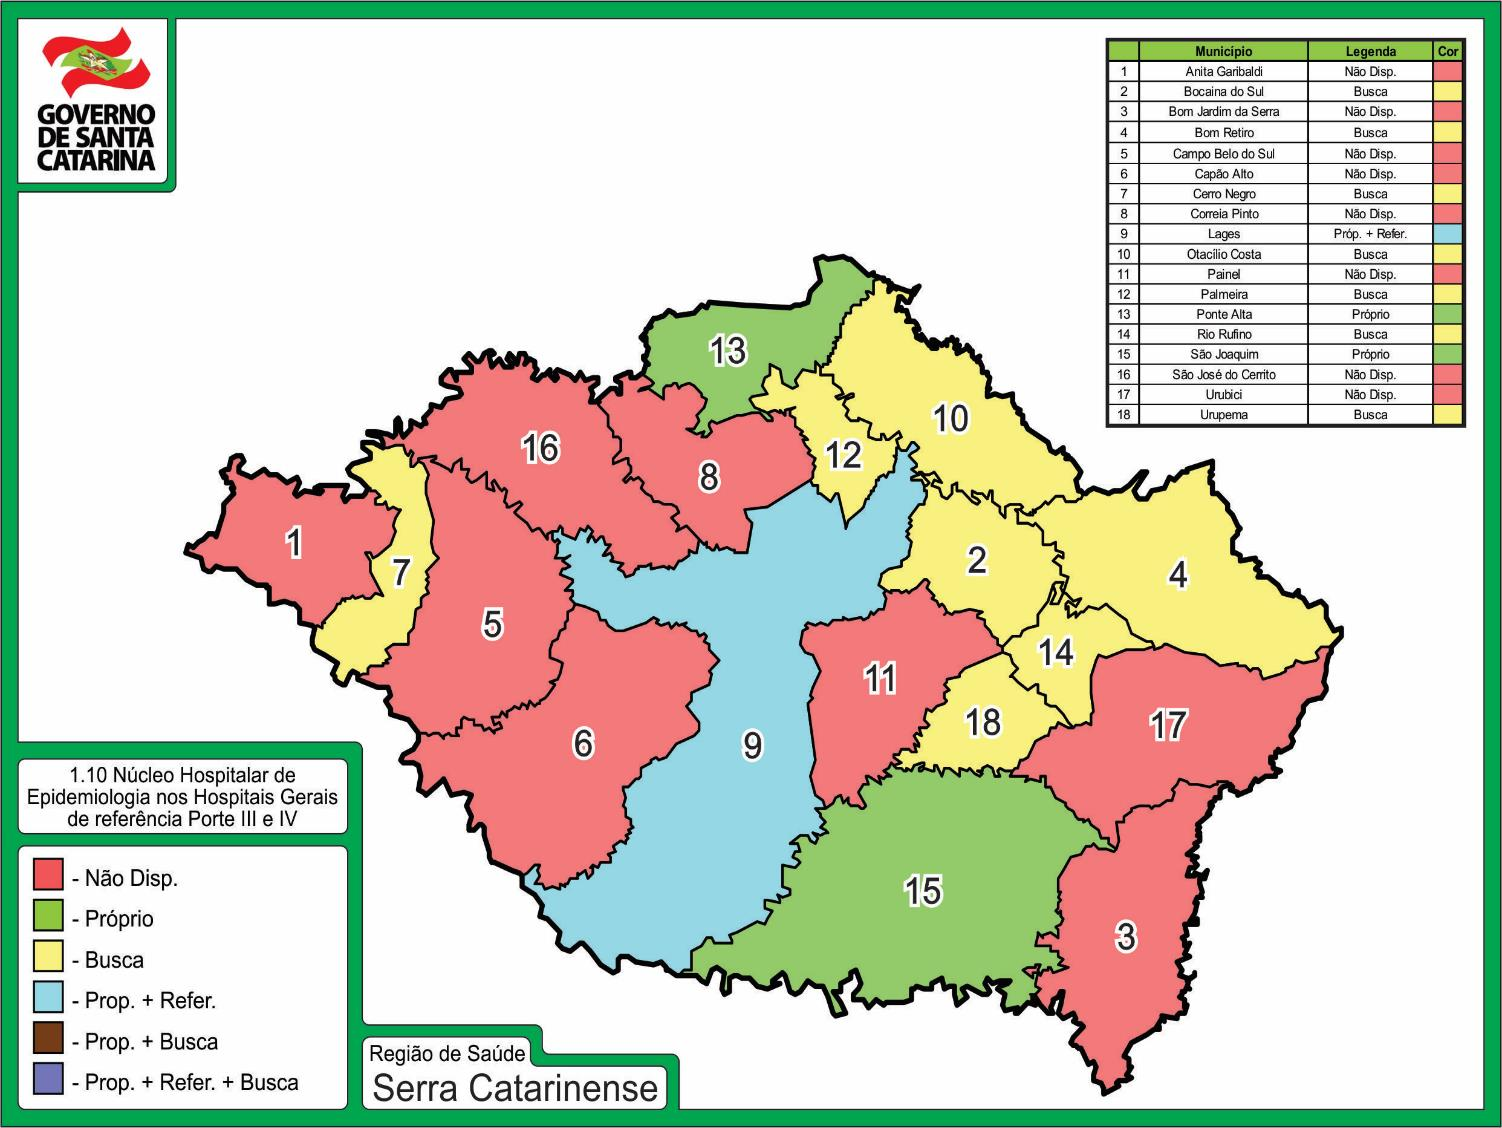 GOVERNO
DE SANTA
CATARINA
Município Legenda Cor
1 Anita Garibaldi Não Disp.
2 Bocaina do Sul Busca
3 Bom Jardim da Serra Não Disp.
4 Bom Retiro Busca
5 Campo Belo do Sul Não Disp.
6 Capão Alto Não Disp.
7 Cerro Negro Busca
8 Correia Pinto Não Disp.
9 Lages Próp. + Refer.
10 Otacílio Costa Busca
11 Painel Não Disp.
12 Palmeira Busca
13 Ponte Alta Próprio
14 Rio Rufino Busca
15 São Joaquim Próprio
16 São José do Cerrito Não Disp.
17 Urubici Não Disp.
18 Urupema Busca
13
10
16
12
8
1
2
7
4
5
14
11
18
17
6
9
15
3
1.10 Núcleo Hospitalar de
Epidemiologia nos Hospitais Gerais
de referência Porte III e IV
- Não Disp.
- Próprio
- Busca
- Prop. + Refer.
- Prop. + Busca
- Prop. + Refer. + Busca
Região de Saúde
Serra Catarinense